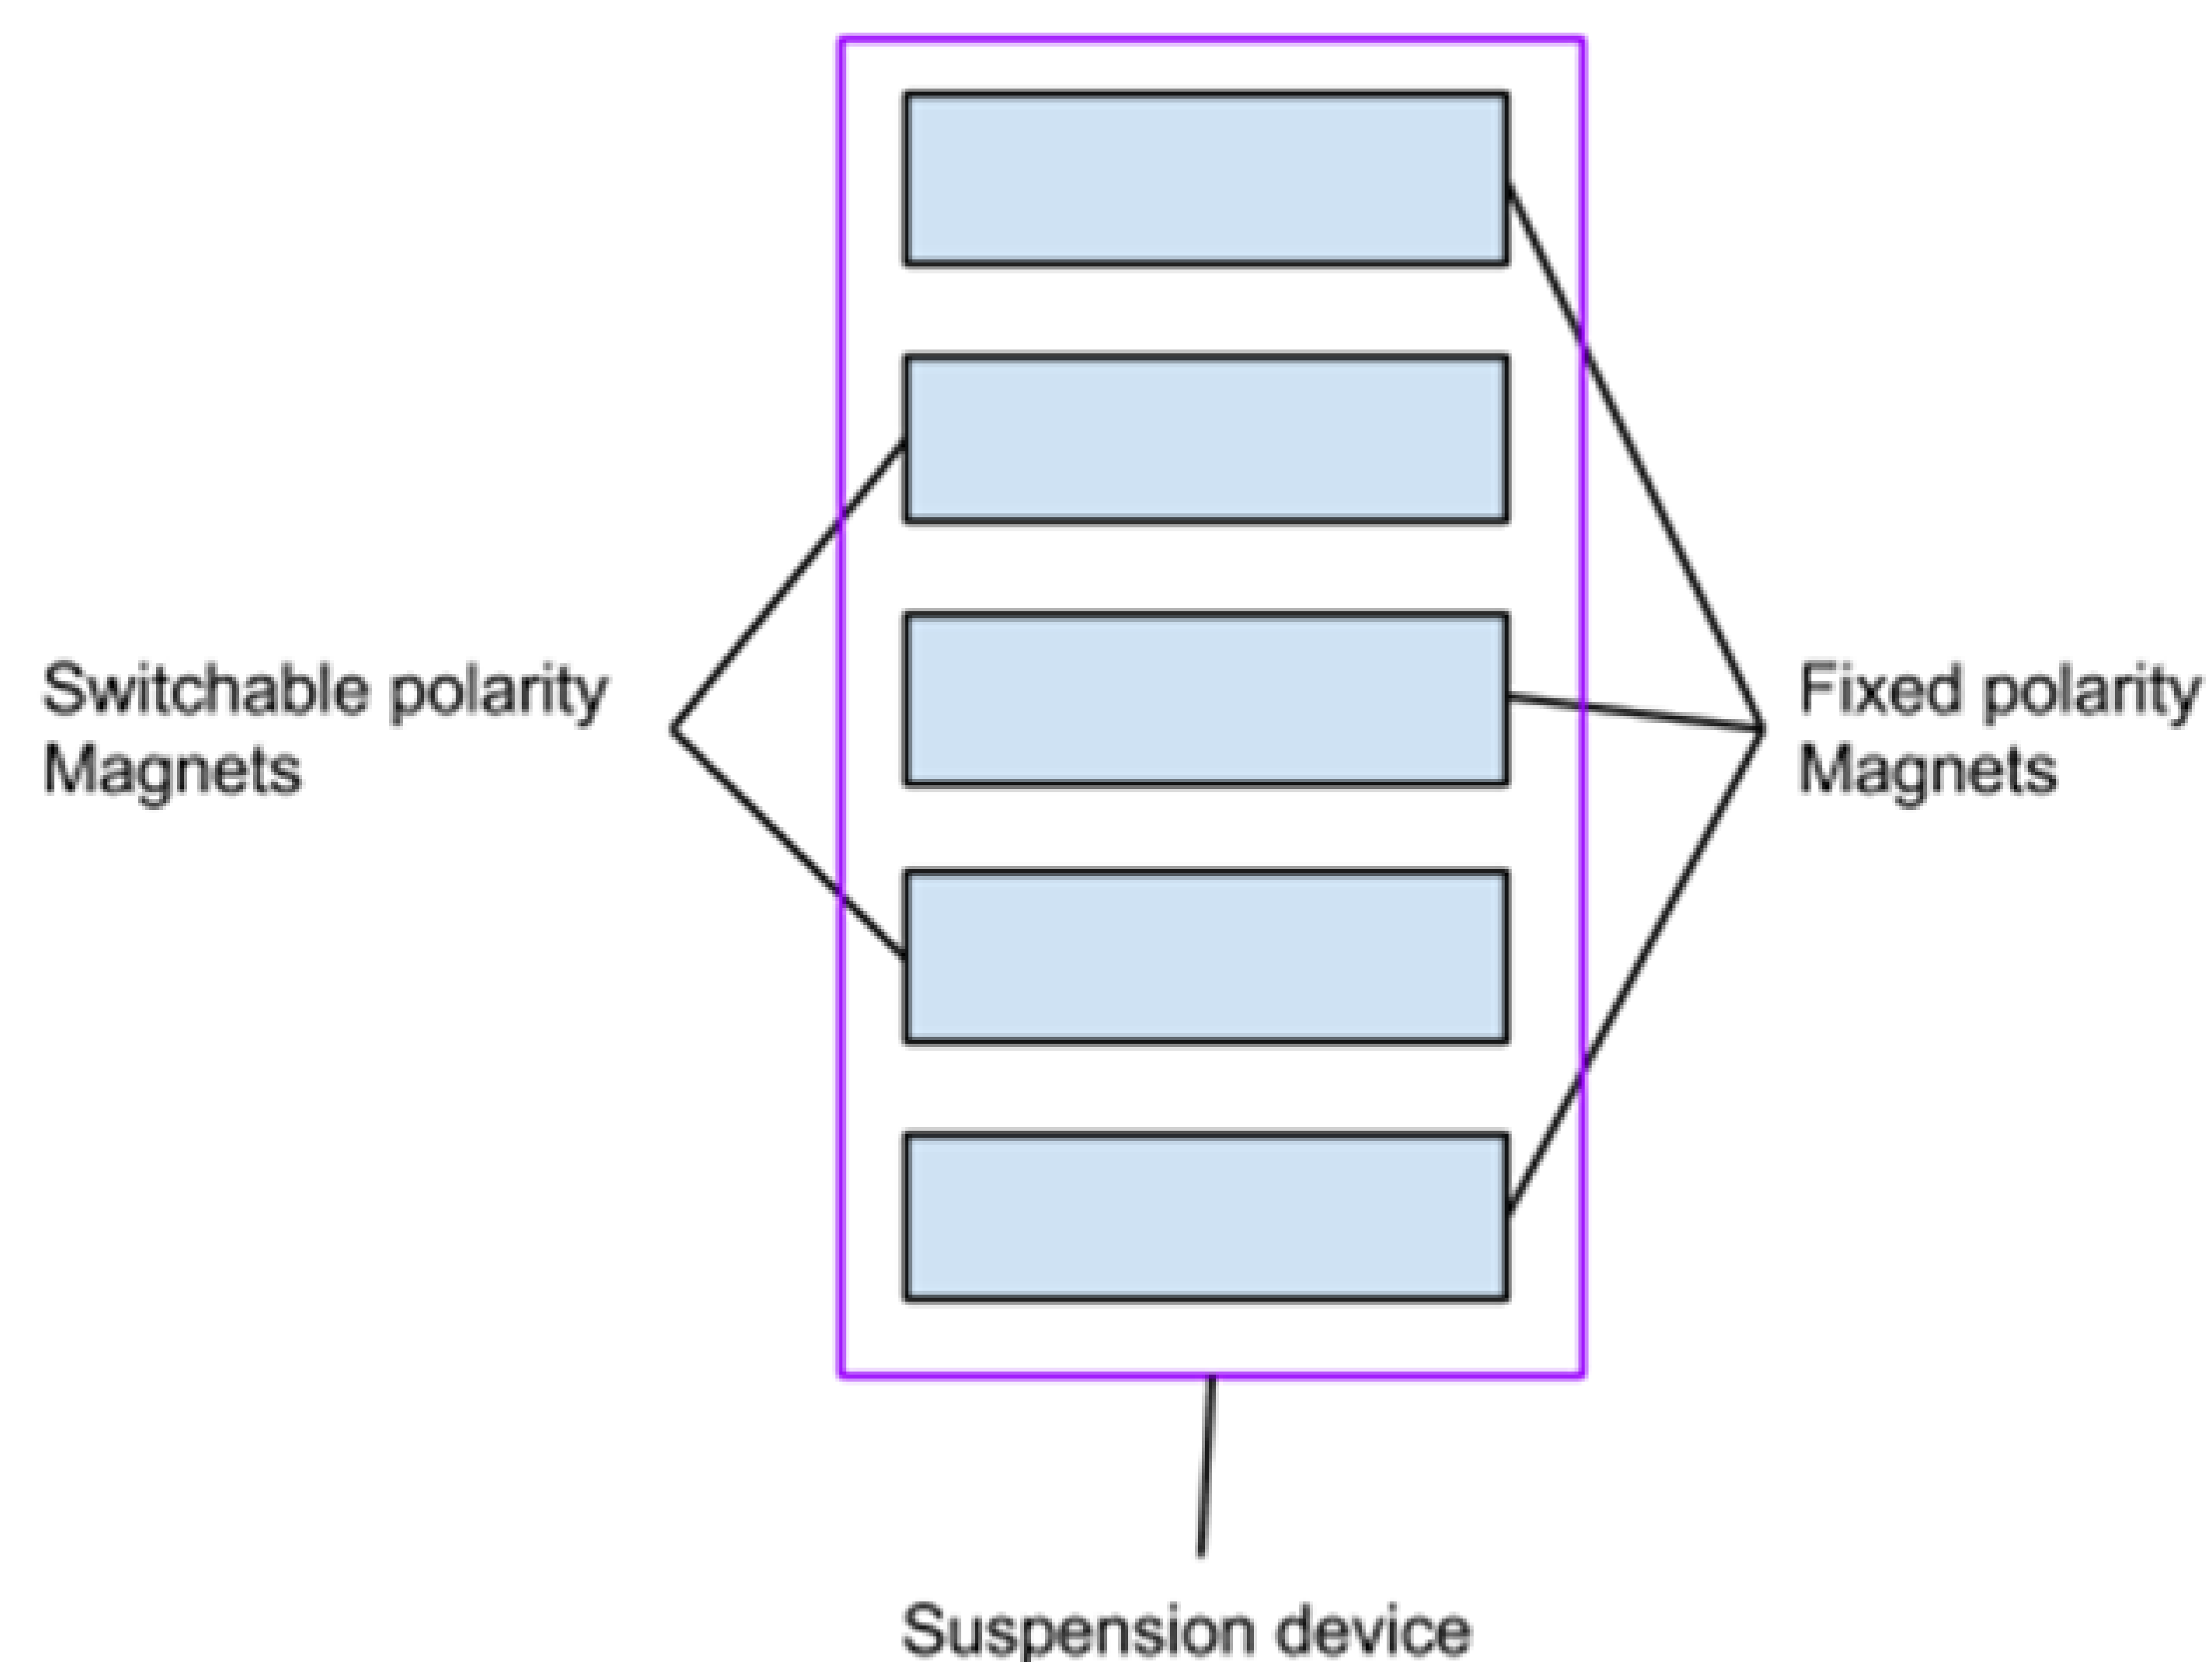 Switchable polarity
Magnets
Fixed polarity
Magnets
Suspension device